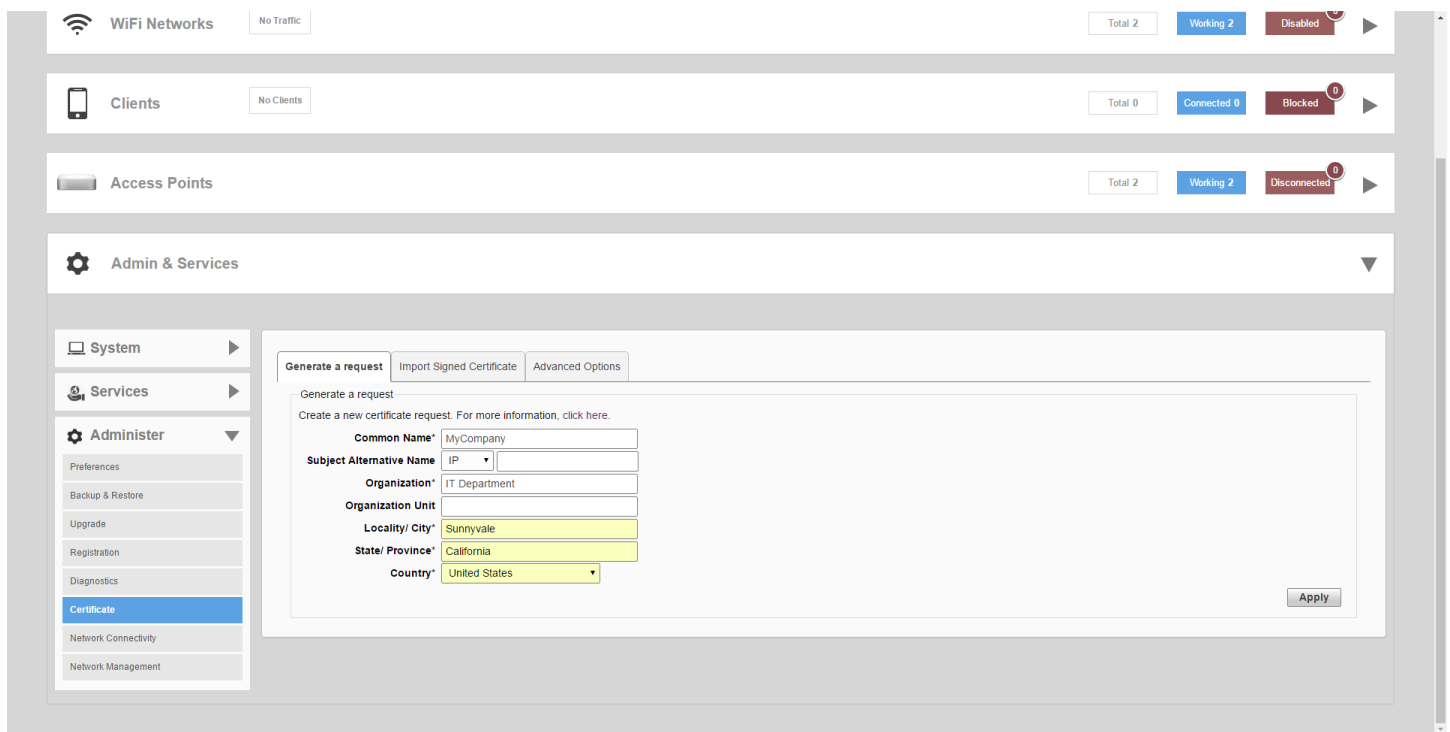 WiFi Networks No Traffic Total 2 Working 2 Disabled
Clients No Clients Total 0 Connected 0 Blocked 0
Access Points Total 2 Working 2 Disconnected 0
Admin & Services
System
Services
Administer
Preferences
Backup & Restore
Upgrade
Registration
Diagnostics
Certificate
Network Connectivity
Network Management
Generate a request Import Signed Certificate Advanced Options
Generate a request
Create a new certificate request. For more information, click here.
Common Name* MyCompany
Subject Alternative Name IP
Organization* IT Department
Organization Unit
Locality/ City* Sunnyvale
State/ Province* California
Country* United States
Apply